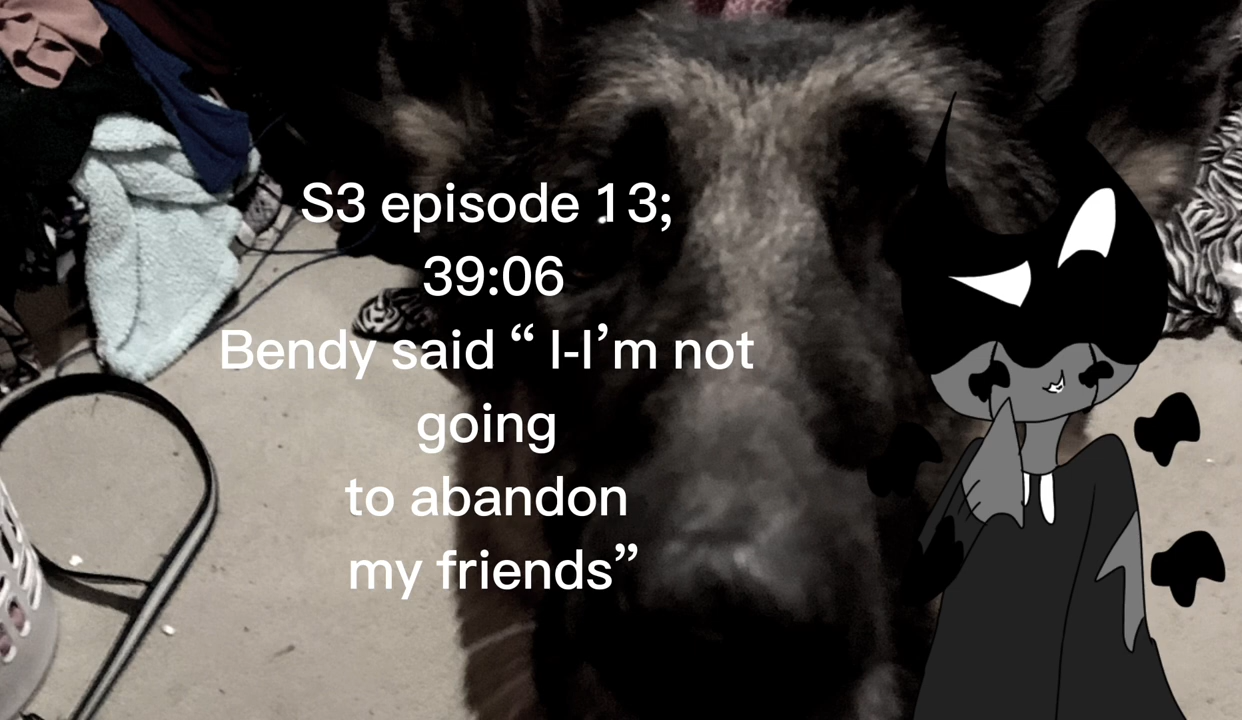 S3 episode 13;
39:06
Bendy said “ I-I’m not
going
to abandon
my friends”